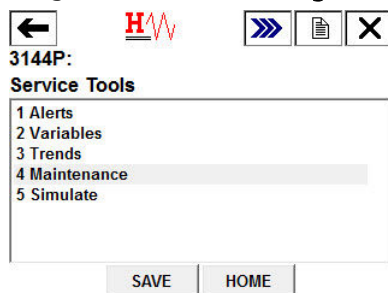 H
3144P:
Service Tools
1 Alerts
2 Variables
3 Trends
4 Maintenance
5 Simulate
SAVE HOME